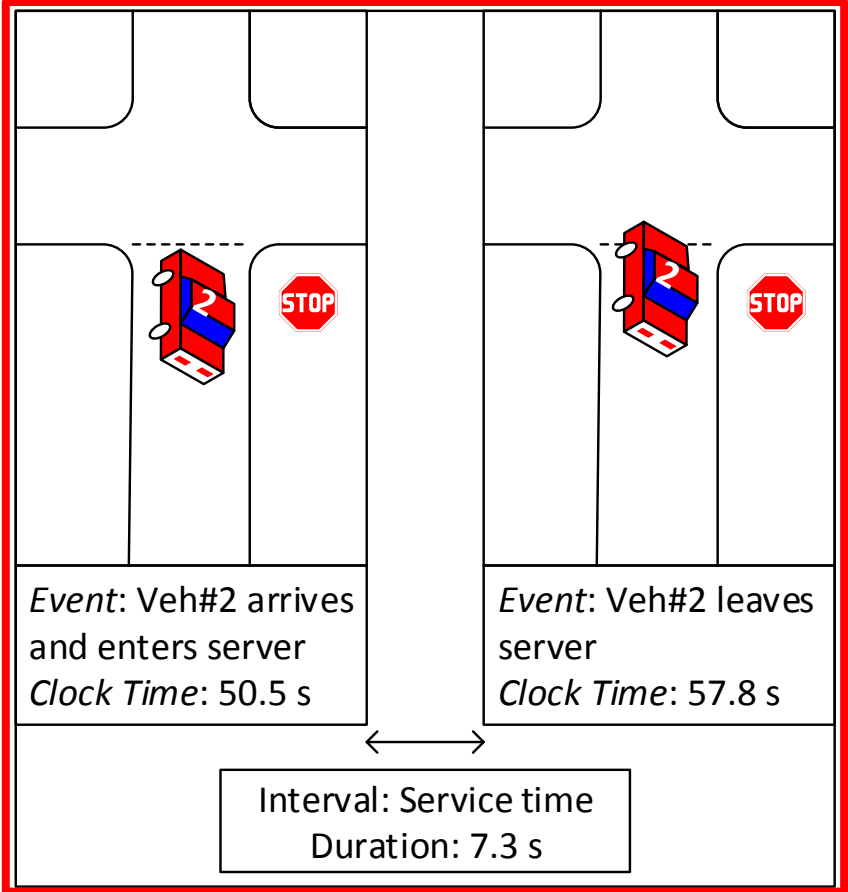 2
STOP
2
STOP
Event: Veh#2 arrives
and enters server
Clock Time: 50.5 s
Event: Veh#2 leaves
server
Clock Time: 57.8 s
Interval: Service time
Duration: 7.3 s